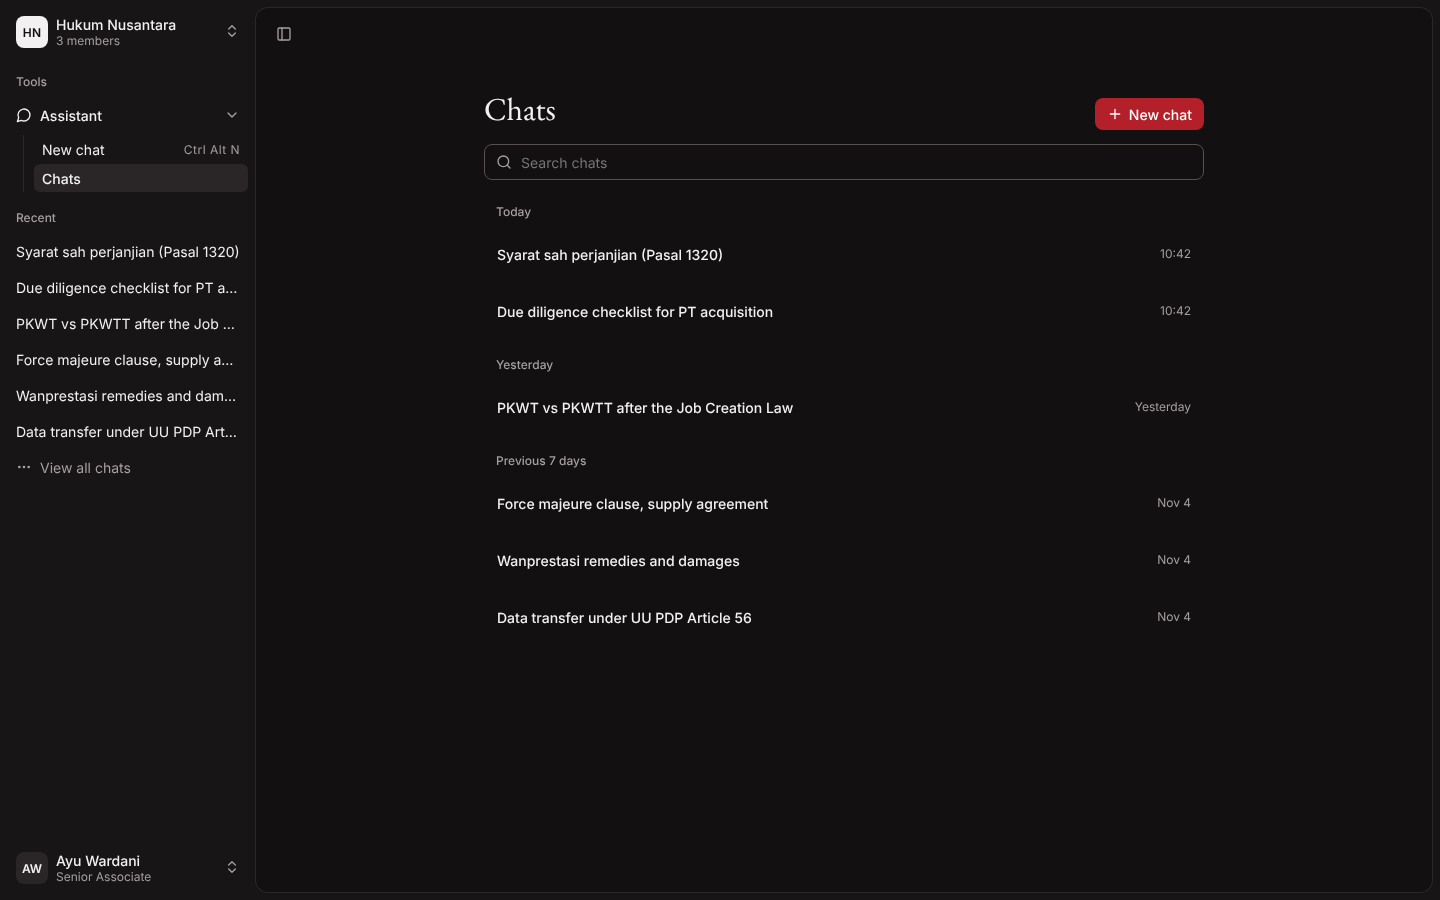 HN
Hukum Nusantara
3 members
Tools
Assistant
New chat
Ctrl Alt N
Chats
Recent
Syarat sah perjanjian (Pasal 1320)
Due diligence checklist for PT a...
PKWT vs PKWTT after the Job ...
Force majeure clause, supply a...
Wanprestasi remedies and dam...
Data transfer under UU PDP Art...
View all chats
AW
Ayu Wardani
Senior Associate
Chats
New chat
Search chats
Today
Syarat sah perjanjian (Pasal 1320)
10:42
Due diligence checklist for PT acquisition
10:42
Yesterday
PKWT vs PKWTT after the Job Creation Law
Yesterday
Previous 7 days
Force majeure clause, supply agreement
Nov 4
Wanprestasi remedies and damages
Nov 4
Data transfer under UU PDP Article 56
Nov 4